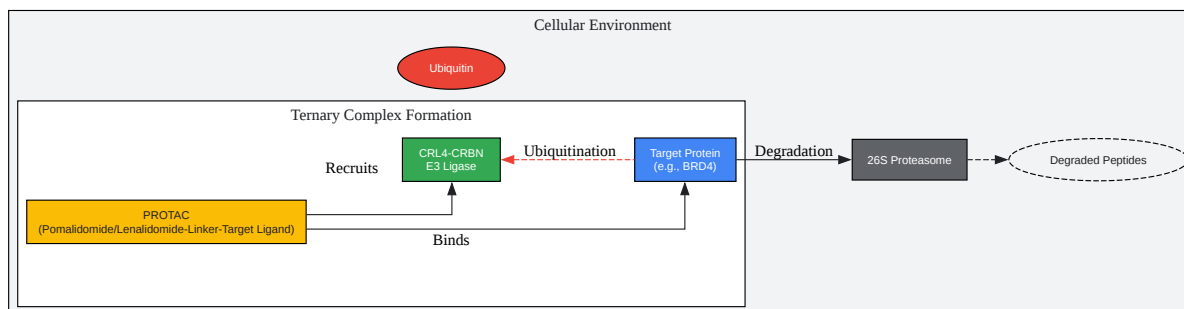 Cellular Environment
Ubiquitin
Ternary Complex Formation
CRL4-CRBN
E3 Ligase
Ubiquitination
Target Protein
(e.g., BRD4)
Degradation
26S Proteasome
Degraded Peptides
Recruits
PROTAC
(Pomalidomide/Lenalidomide-Linker-Target Ligand)
Binds